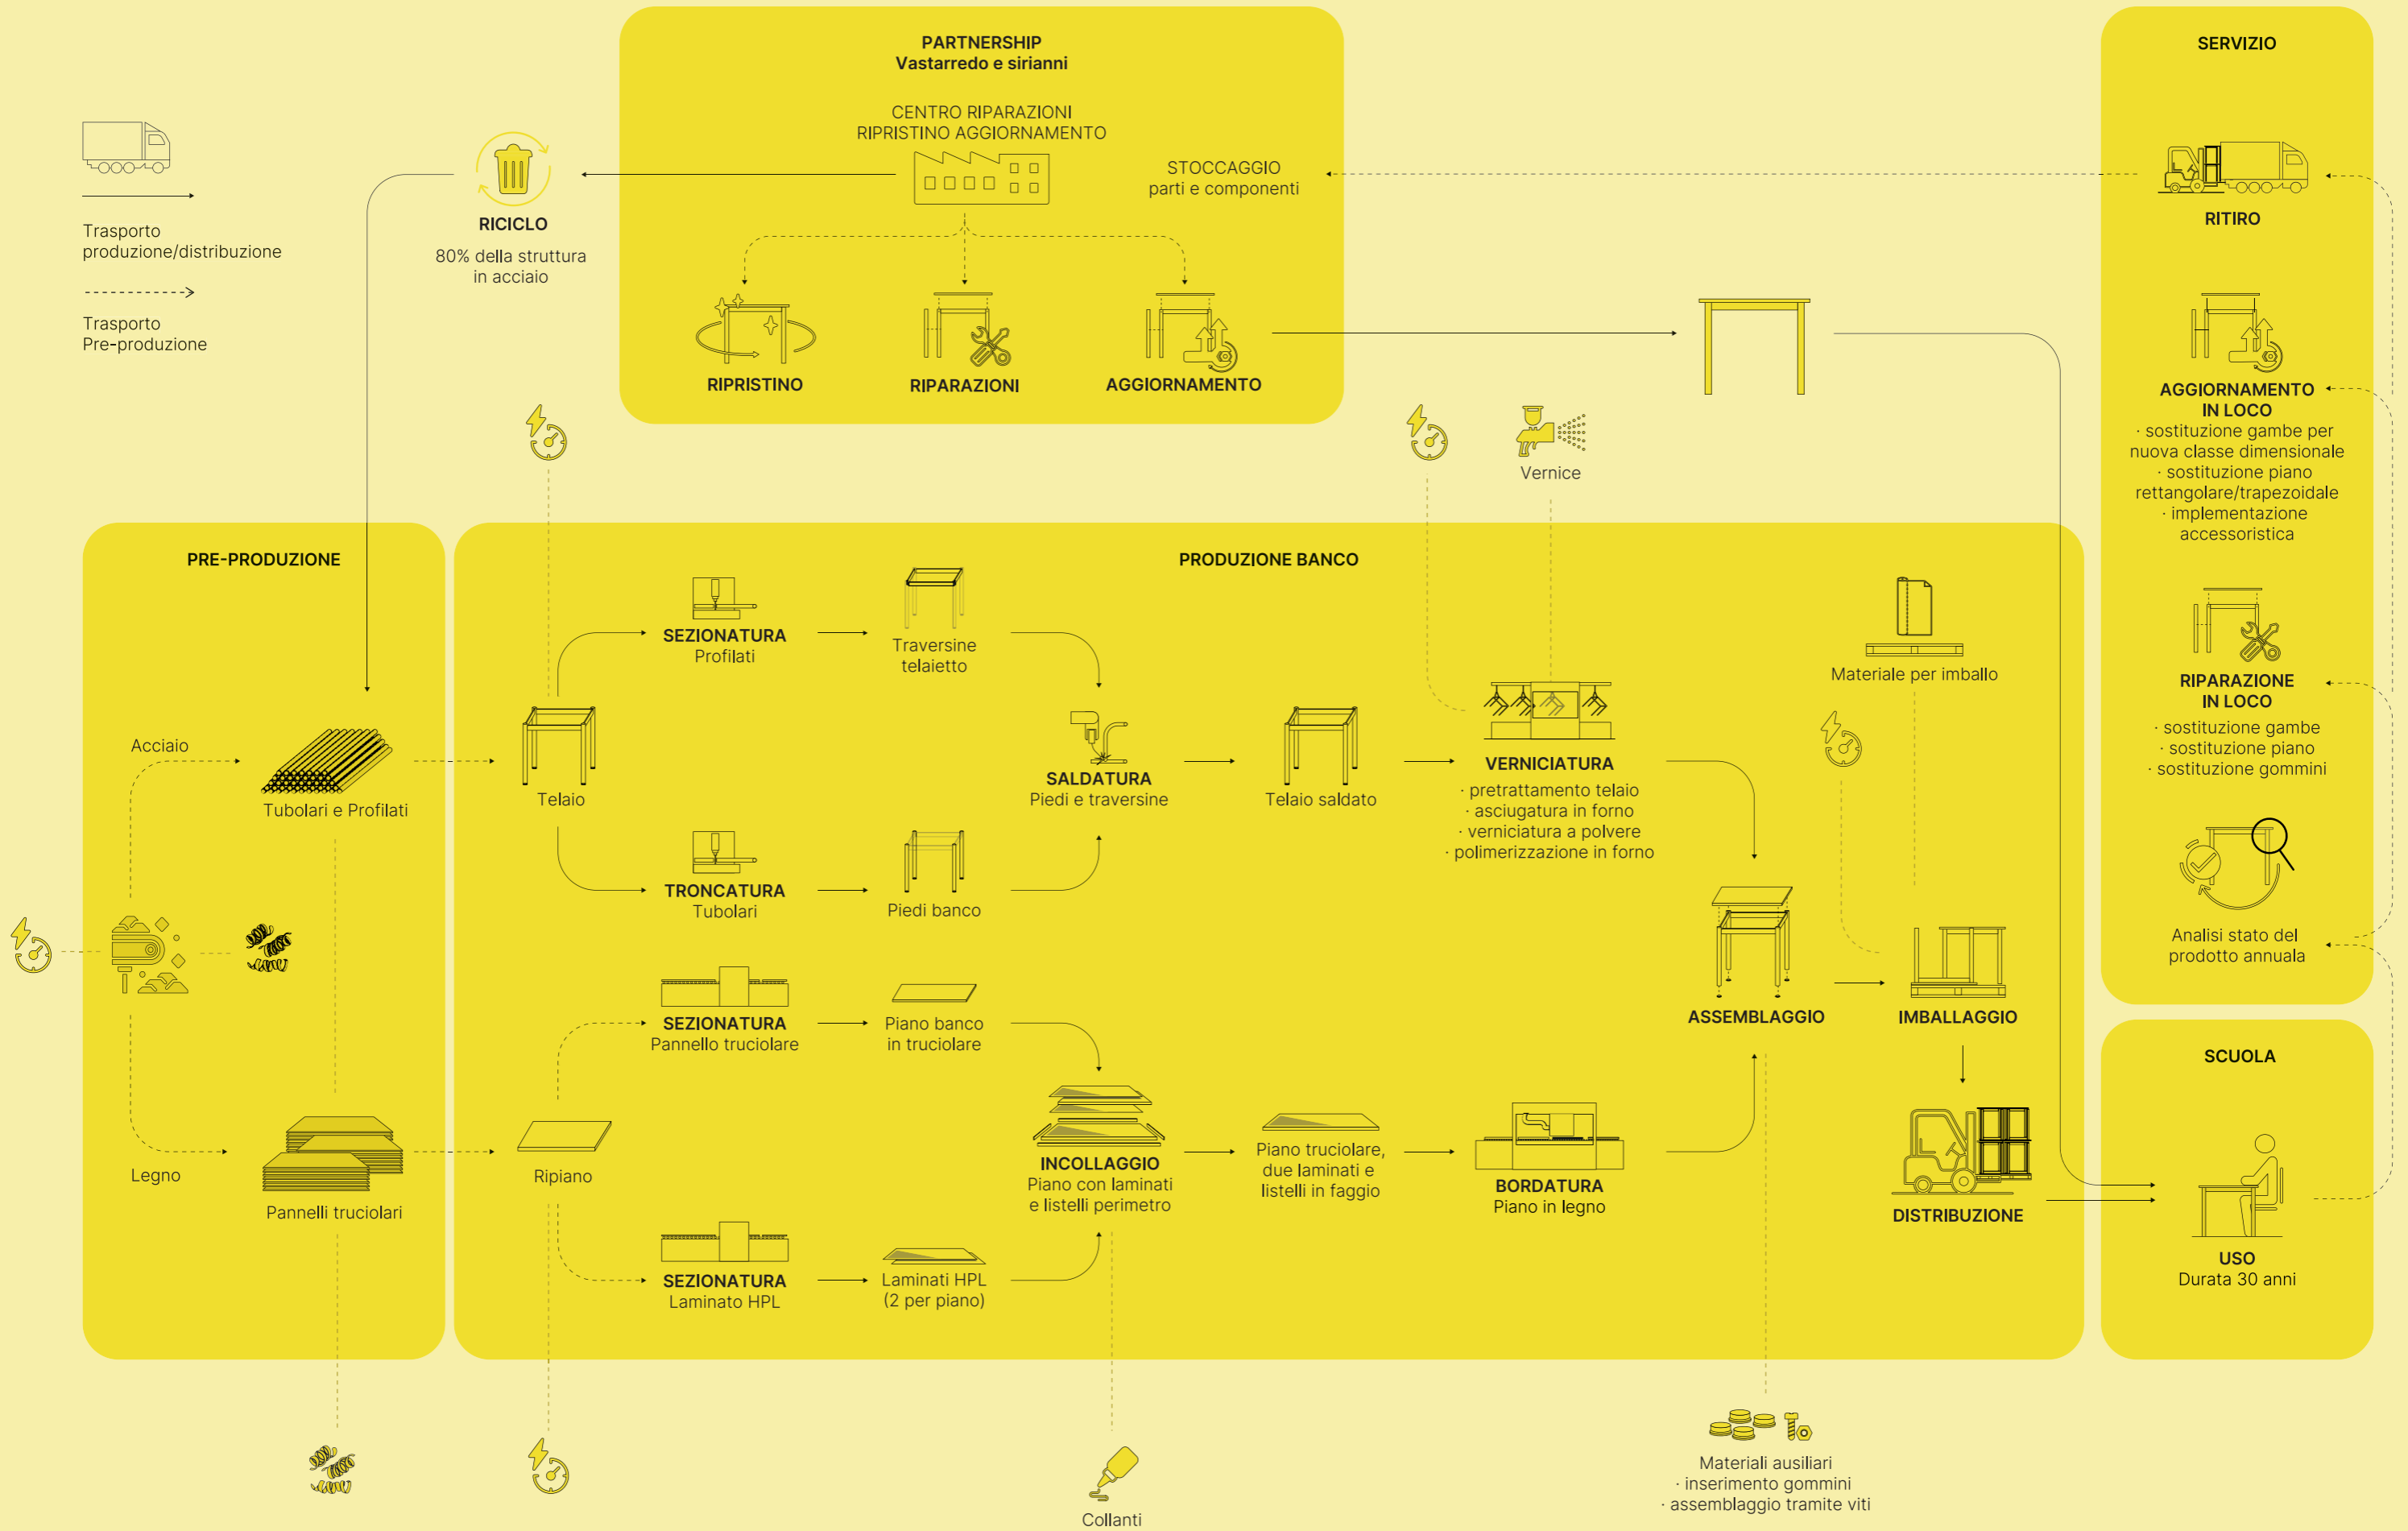 PARTNERSHIP
Vastarredo e sirianni
CENTRO RIPARAZIONI
RIPRISTINO AGGIORNAMENTO
STOCCAGGIO
parti e componenti
RIPRISTINO
RIPARAZIONI
AGGIORNAMENTO
Trasporto
produzione/distribuzione
Trasporto
Pre-produzione
RICICLO
80% della struttura
in acciaio
SERVIZIO
RITIRO
AGGIORNAMENTO
IN LOCO
· sostituzione gambe per
nuova classe dimensionale
· sostituzione piano
rettangolare/trapezoidale
· implementazione
accessoristica
RIPARAZIONE
IN LOCO
· sostituzione gambe
· sostituzione piano
· sostituzione gommini
Analisi stato del
prodotto annuala
SCUOLA
USO
Durata 30 anni
PRE-PRODUZIONE
Acciaio
Tubolari e Profilati
Legno
Pannelli truciolari
PRODUZIONE BANCO
Vernice
SEZIONATURA
Profilati
Traversine
telaietto
Telaio
TRONCATURA
Tubolari
Piedi banco
SALDATURA
Piedi e traversine
Telaio saldato
VERNICIATURA
· pretrattamento telaio
· asciugatura in forno
· verniciatura a polvere
· polimerizzazione in forno
Materiale per imballo
SEZIONATURA
Pannello truciolare
Piano banco
in truciolare
Ripiano
SEZIONATURA
Laminato HPL
Laminati HPL
(2 per piano)
INCOLLAGGIO
Piano con laminati
e listelli perimetro
Piano truciolare,
due laminati e
listelli in faggio
BORDATURA
Piano in legno
ASSEMBLAGGIO
IMBALLAGGIO
DISTRIBUZIONE
Collanti
Materiali ausiliari
· inserimento gommini
· assemblaggio tramite viti